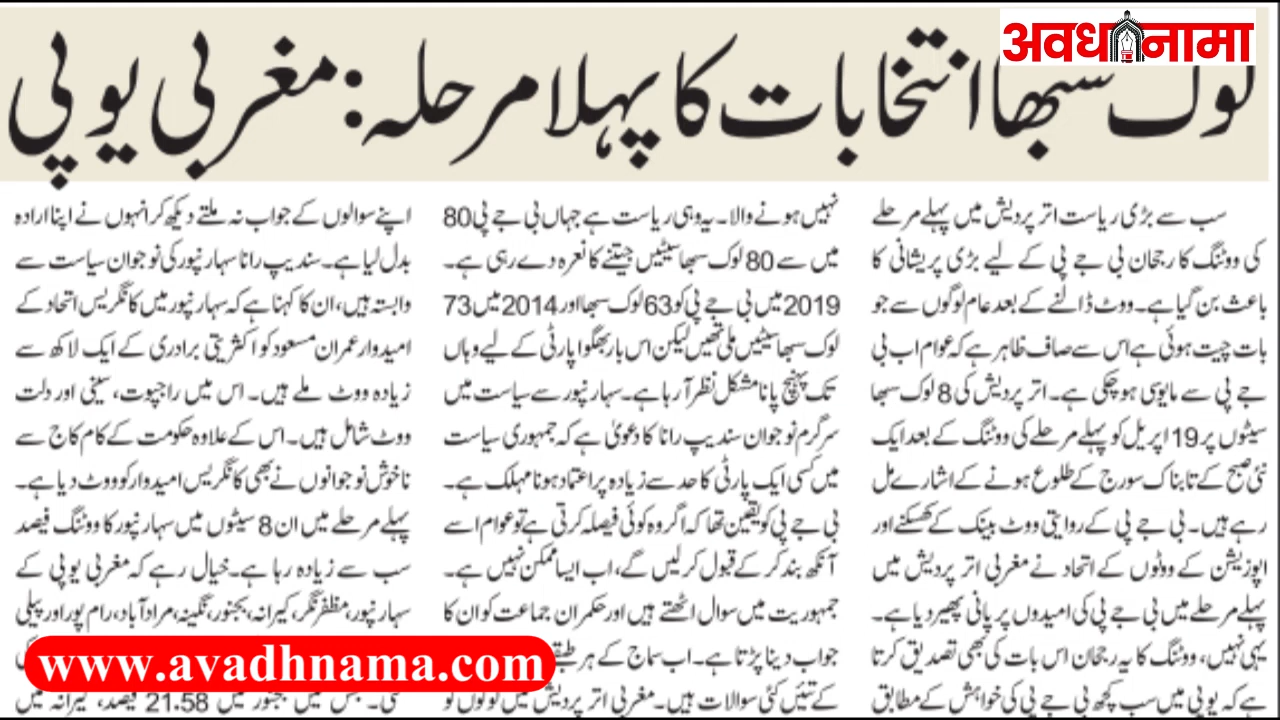 अवधनामा
لوک سبھا انتخابات کا پہلا مرحلہ: مغربی یوپی
سب سے بڑی ریاست اتر پردیش میں پہلے مرحلے
کی ووٹنگ کا رجحان بی جے پی کے لیے بڑی پریشانی کا
باعث بن گیا ہے۔ ووٹ ڈالنے کے بعد عام لوگوں سے جو
بات چیت ہوئی ہے اس سے صاف ظاہر ہے کہ عوام اب بی
جے پی سے مایوس ہوچکی ہے۔ اتر پردیش کی 8 لوک سبھا
سیٹوں پر 19 اپریل کو پہلے مرحلے کی ووٹنگ کے بعد ایک
نئی صبح کے تابناک سورج کے طلوع ہونے کے اشارے مل
رہے ہیں۔ بی جے پی کے روایتی ووٹ بینک کے کھسکنے اور
اپوزیشن کے ووٹوں کے اتحاد نے مغربی اتر پردیش میں
پہلے مرحلے میں بی جے پی کی امیدوں پر پانی پھیر دیا ہے۔
یہی نہیں، ووٹنگ کا یہ رجحان اس بات کی بھی تصدیق کرتا
ہے کہ یوپی میں سب کچھ بی جے پی کی خواہش کے مطابق
نہیں ہونے والا۔ یہ وہی ریاست ہے جہاں بی جے پی 80
میں سے 80 لوک سبھا سیٹیں جیتنے کا نعرہ دے رہی ہے۔
2019 میں بی جے پی کو 63 لوک سبھا اور 2014 میں 73
لوک سبھا سیٹیں ملی تھیں لیکن اس بار بھگوا پارٹی کے لیے وہاں
تک پہنچ پانا مشکل نظر آ رہا ہے۔ سہارنپور سے سیاست میں
سرگرم نوجوان سندیپ رانا کا دعویٰ ہے کہ جمہوری سیاست
میں کسی ایک پارٹی کا حد سے زیادہ پر اعتماد ہونا مہلک ہے۔
بی جے پی کو یقین تھا کہ اگر وہ کوئی فیصلہ کرتی ہے تو عوام اسے
آنکھ بند کر کے قبول کر لیں گے، اب ایسا ممکن نہیں ہے۔
جمہوریت میں سوال اٹھتے ہیں اور حکمران جماعت کو ان کا
جواب دینا پڑتا ہے۔ اب سماج کے ہر طبقے
کے تئیں کئی سوالات ہیں۔ مغربی اتر پردیش میں لوگوں کو
اپنے سوالوں کے جواب نہ ملتے دیکھ کر انہوں نے اپنا ارادہ
بدل لیا ہے۔ سندیپ رانا سہارنپور کی نوجوان سیاست سے
وابستہ ہیں، ان کا کہنا ہے کہ سہارنپور میں کانگریس اتحاد کے
امیدوار عمران مسعود کو اکثریتی برادری کے ایک لاکھ سے
زیادہ ووٹ ملے ہیں۔ اس میں راجپوت، سینی اور دلت
ووٹ شامل ہیں۔ اس کے علاوہ حکومت کے کام کاج سے
ناخوش نوجوانوں نے بھی کانگریس امیدوار کو ووٹ دیا ہے۔
پہلے مرحلے میں ان 8 سیٹوں میں سہارنپور کا ووٹنگ فیصد
سب سے زیادہ رہا ہے۔ خیال رہے کہ مغربی یوپی کے
سہارنپور، مظفرنگر، کیرانہ، بجنور، نگینہ، مرادآباد، رام پور اور پیلی
میں بجنور میں 21.58 فیصد، کیرانہ میں
www.avadhnama.com